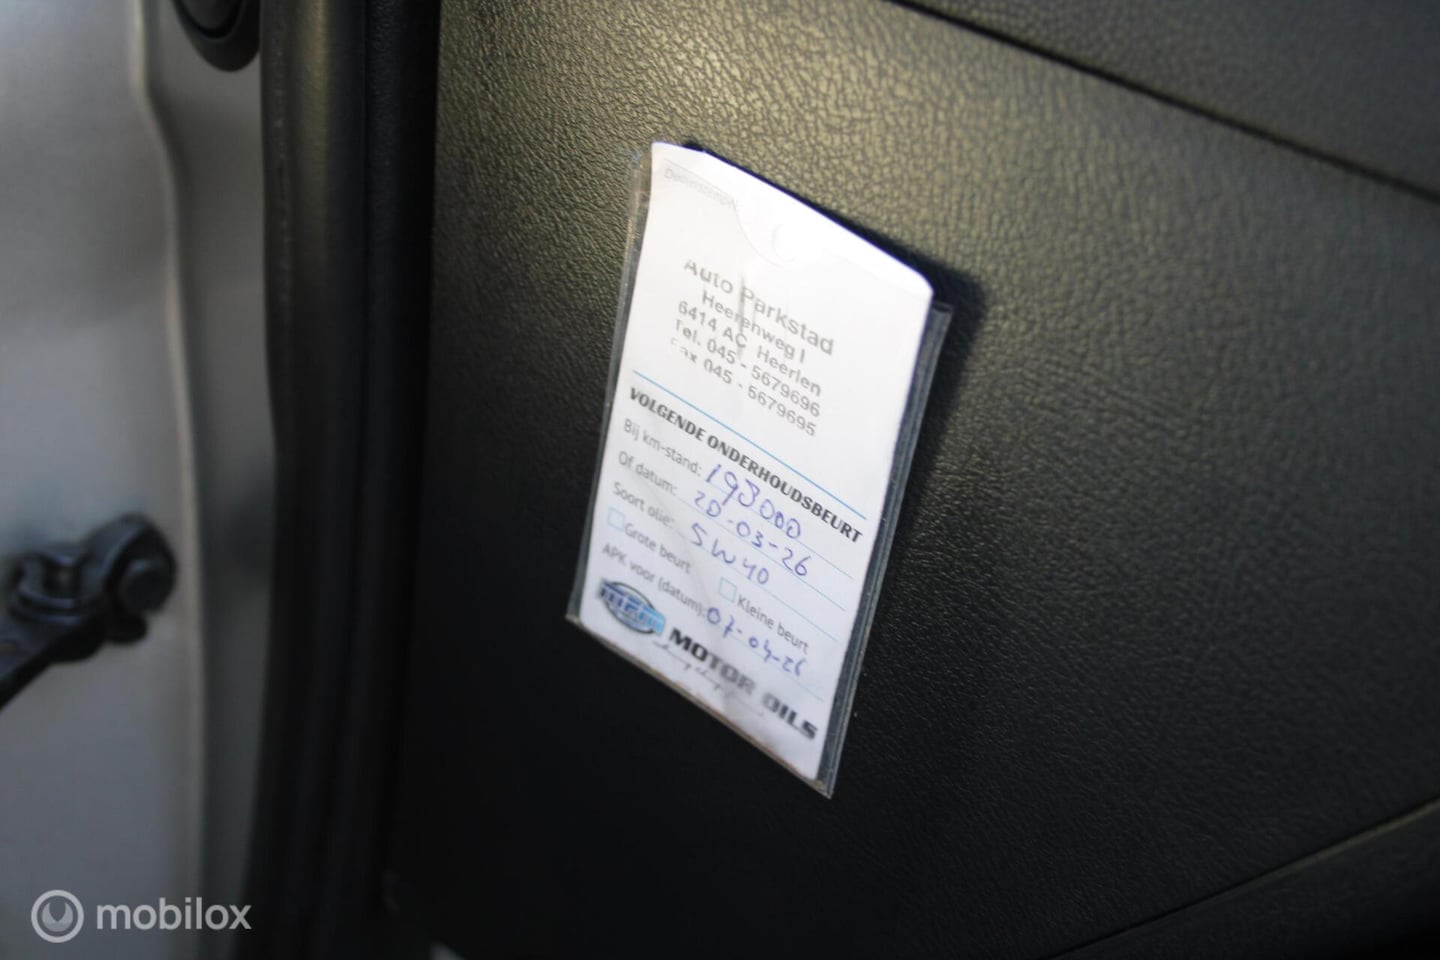 Dealerstempel
Auto Parkstad
Heerenweg 1
6414 AC Heerlen
Tel. 045 - 5679696
Fax 045 - 5679695
VOLGENDE ONDERHOUDSBEURT
Bij km-stand: 193000
Of datum: 20-03-26
Soort olie: 5W40
Grote beurt Kleine beurt
APK voor (datum): 07-04-26
MOTOR OILS
mobilox